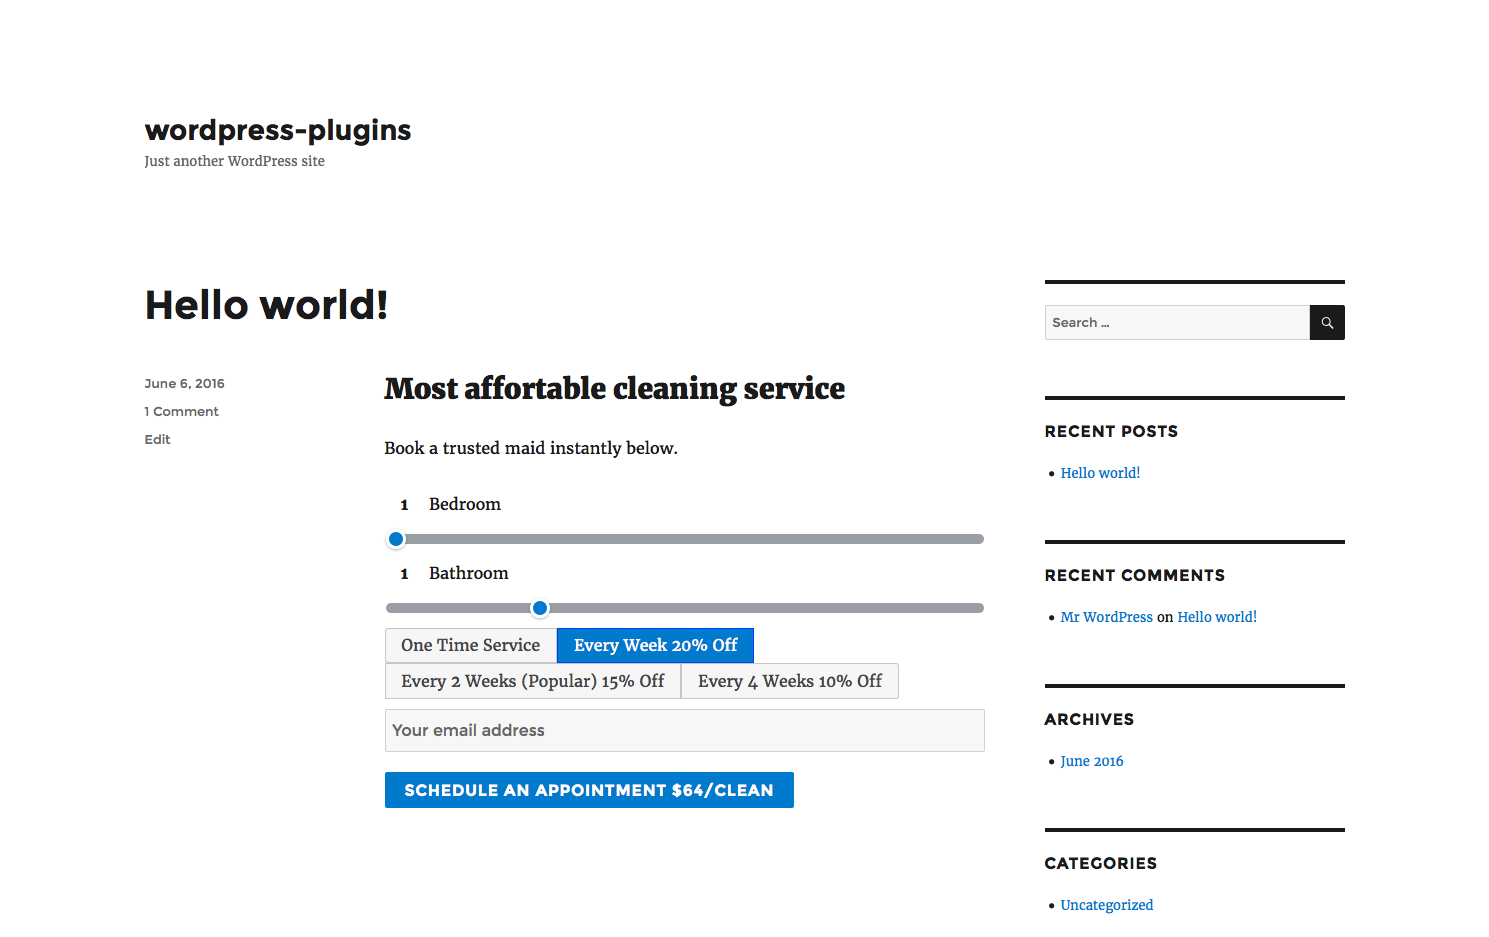 wordpress-plugins
Just another WordPress site
Hello world!
June 6, 2016
1 Comment
Edit
Most affortable cleaning service
Book a trusted maid instantly below.
1 Bedroom
1 Bathroom
One Time Service Every Week 20% Off
Every 2 Weeks (Popular) 15% Off Every 4 Weeks 10% Off
Your email address
SCHEDULE AN APPOINTMENT $64/CLEAN
Search ...
RECENT POSTS
Hello world!
RECENT COMMENTS
Mr WordPress on Hello world!
ARCHIVES
June 2016
CATEGORIES
Uncategorized